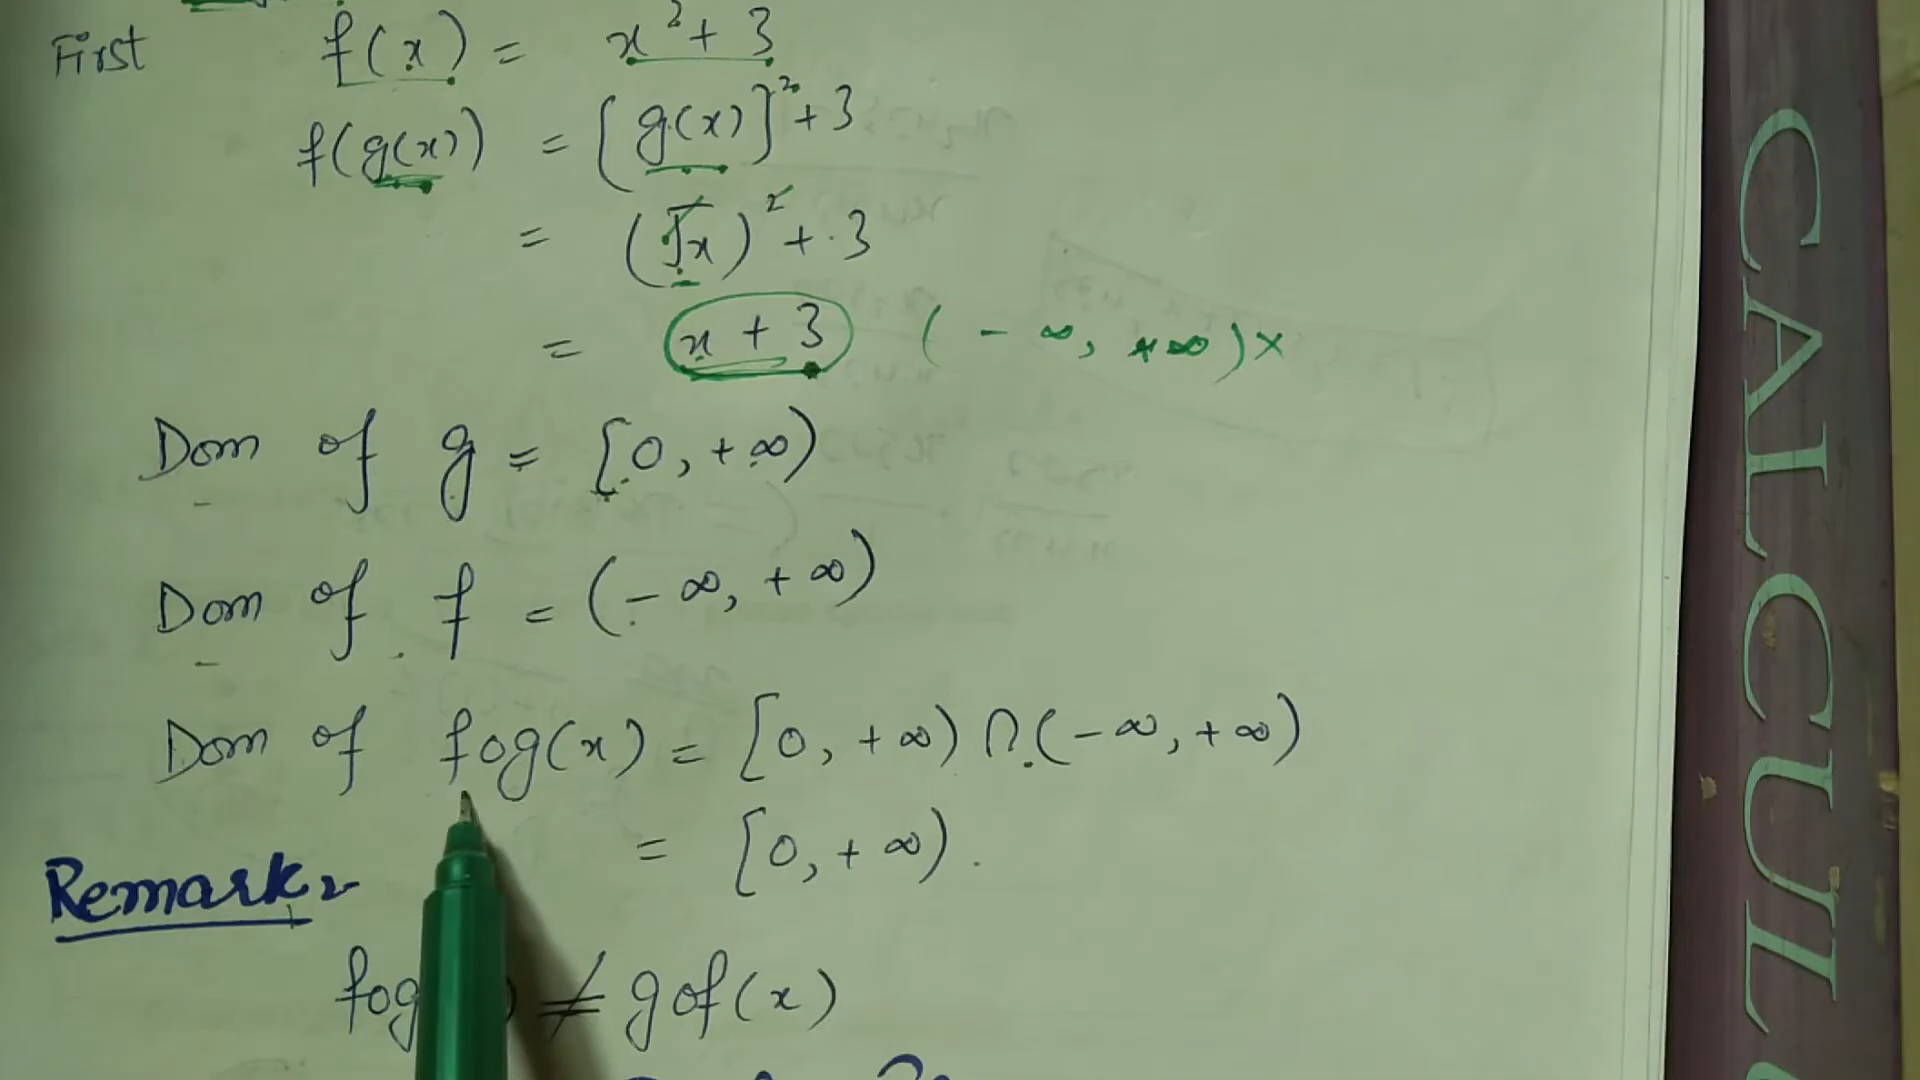 First f(x) = x² + 3
f(g(x)) = [g(x)]² + 3
= (√x)² + 3
= x + 3 (-∞, +∞) ×
Dom of g = [0, +∞)
Dom of f = (-∞, +∞)
Dom of fog(x) = [0, +∞) ∩ (-∞, +∞)
= [0, +∞).
Remark
fog ) ≠ gof(x)
CALCUL